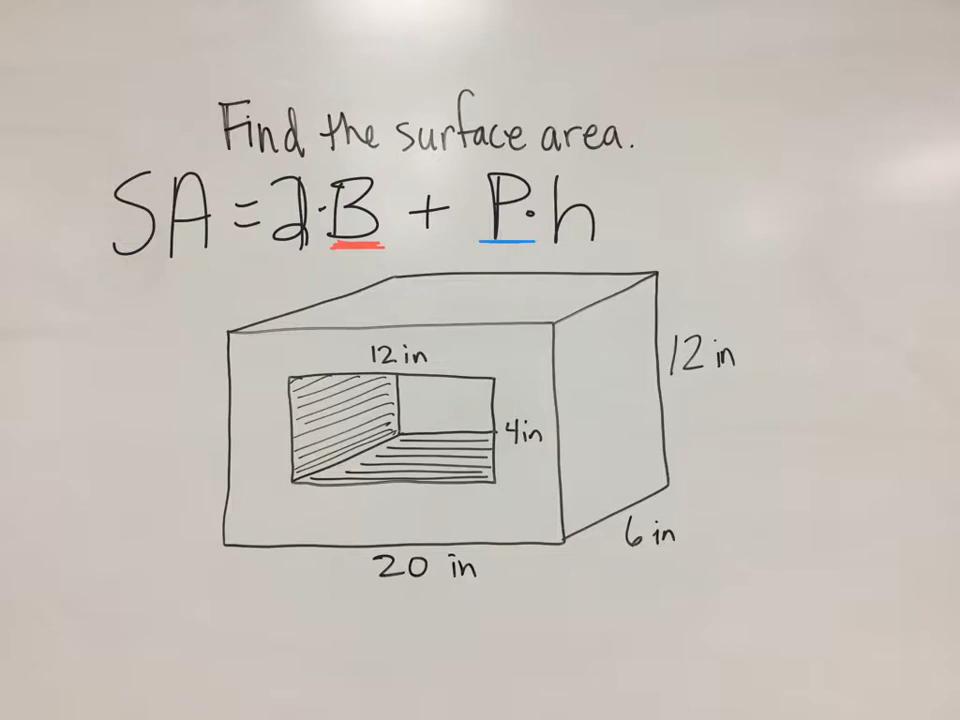 Find the surface area.
SA = 2·B + P·h
12 in
12 in
4in
6 in
20 in